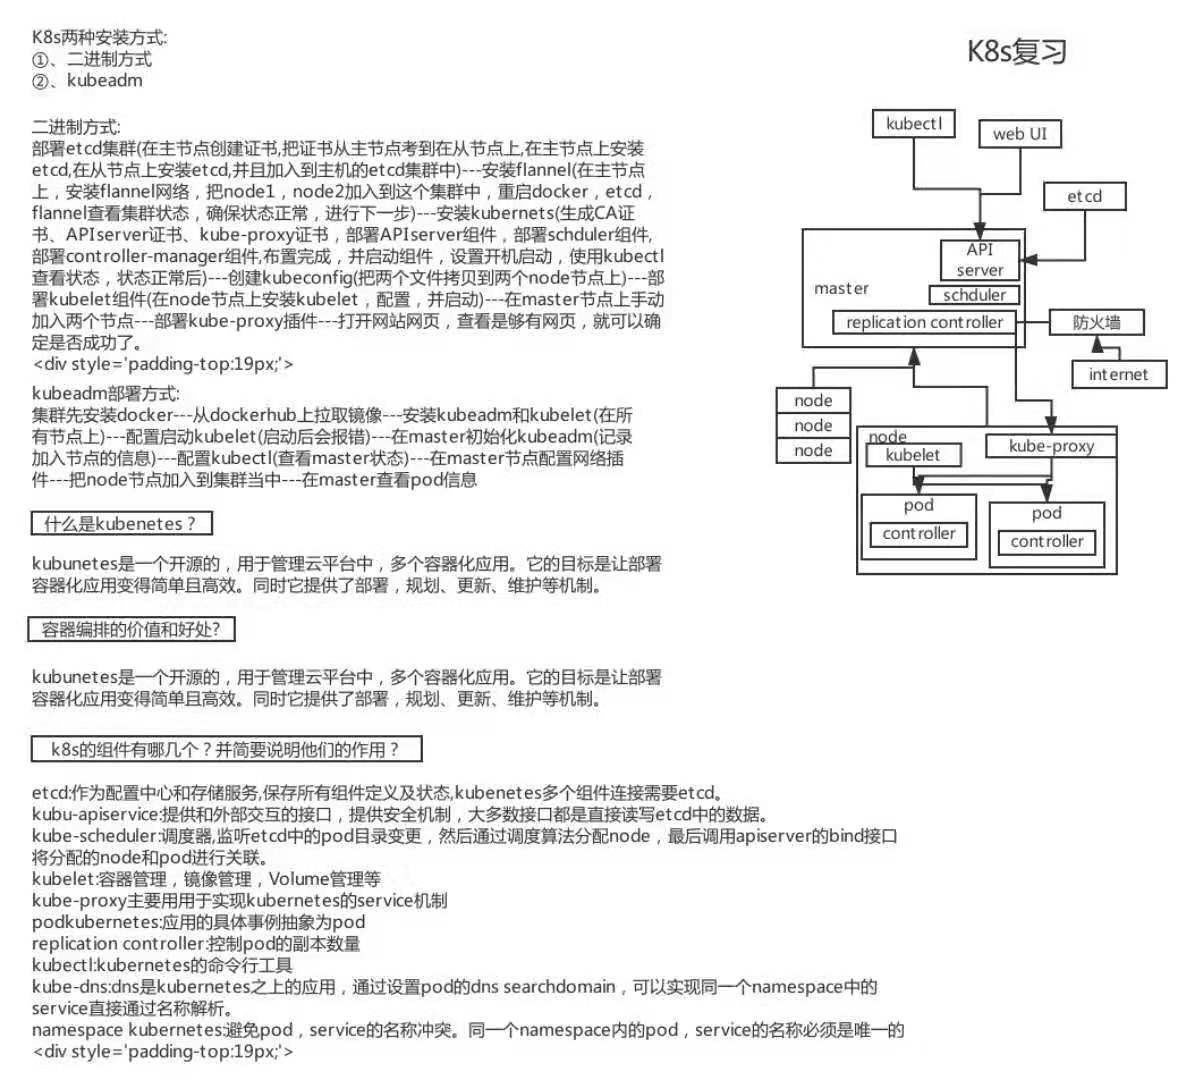 K8s两种安装方式:
①、二进制方式
②、kubeadm
二进制方式:
部署etcd集群(在主节点创建证书,把证书从主节点考到在从节点上,在主节点上安装
etcd,在从节点上安装etcd,并且加入到主机的etcd集群中)---安装flannel(在主节点
上，安装flannel网络，把node1，node2加入到这个集群中，重启docker，etcd，
flannel查看集群状态，确保状态正常，进行下一步)---安装kubernets(生成CA证
书、APIserver证书、kube-proxy证书，部署APIserver组件，部署schduler组件,
部署controller-manager组件,布置完成，并启动组件，设置开机启动，使用kubectl
查看状态，状态正常后)---创建kubeconfig(把两个文件拷贝到两个node节点上)---部
署kubelet组件(在node节点上安装kubelet，配置，并启动)---在master节点上手动
加入两个节点---部署kube-proxy插件---打开网站网页，查看是够有网页，就可以确
定是否成功了。
<div style='padding-top:19px;'>
kubeadm部署方式:
集群先安装docker---从dockerhub上拉取镜像---安装kubeadm和kubelet(在所
有节点上)---配置启动kubelet(启动后会报错)---在master初始化kubeadm(记录
加入节点的信息)---配置kubectl(查看master状态)---在master节点配置网络插
件---把node节点加入到集群当中---在master查看pod信息
什么是kubenetes？
kubunetes是一个开源的，用于管理云平台中，多个容器化应用。它的目标是让部署
容器化应用变得简单且高效。同时它提供了部署，规划、更新、维护等机制。
容器编排的价值和好处?
kubunetes是一个开源的，用于管理云平台中，多个容器化应用。它的目标是让部署
容器化应用变得简单且高效。同时它提供了部署，规划、更新、维护等机制。
k8s的组件有哪几个？并简要说明他们的作用？
etcd:作为配置中心和存储服务,保存所有组件定义及状态,kubenetes多个组件连接需要etcd。
kubu-apiservice:提供和外部交互的接口，提供安全机制，大多数接口都是直接读写etcd中的数据。
kube-scheduler:调度器,监听etcd中的pod目录变更，然后通过调度算法分配node，最后调用apiserver的bind接口
将分配的node和pod进行关联。
kubelet:容器管理，镜像管理，Volume管理等
kube-proxy主要用用于实现kubernetes的service机制
podkubernetes:应用的具体事例抽象为pod
replication controller:控制pod的副本数量
kubectl:kubernetes的命令行工具
kube-dns:dns是kubernetes之上的应用，通过设置pod的dns searchdomain，可以实现同一个namespace中的
service直接通过名称解析。
namespace kubernetes:避免pod，service的名称冲突。同一个namespace内的pod，service的名称必须是唯一的
<div style='padding-top:19px;'>
K8s复习
kubectl
web UI
etcd
API
server
master
schduler
replication controller
防火墙
internet
node
node
node
node
kubelet
kube-proxy
pod
controller
pod
controller